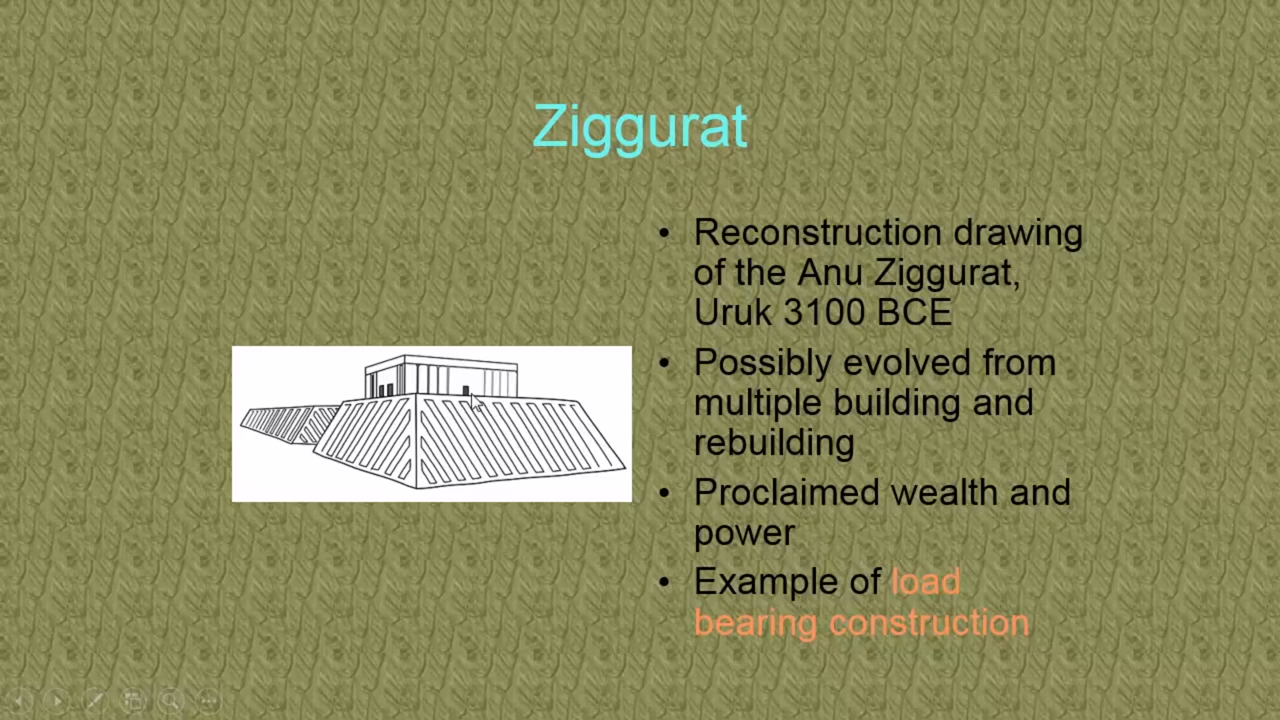 Ziggurat
• Reconstruction drawing
of the Anu Ziggurat,
Uruk 3100 BCE
• Possibly evolved from
multiple building and
rebuilding
• Proclaimed wealth and
power
• Example of load
bearing construction